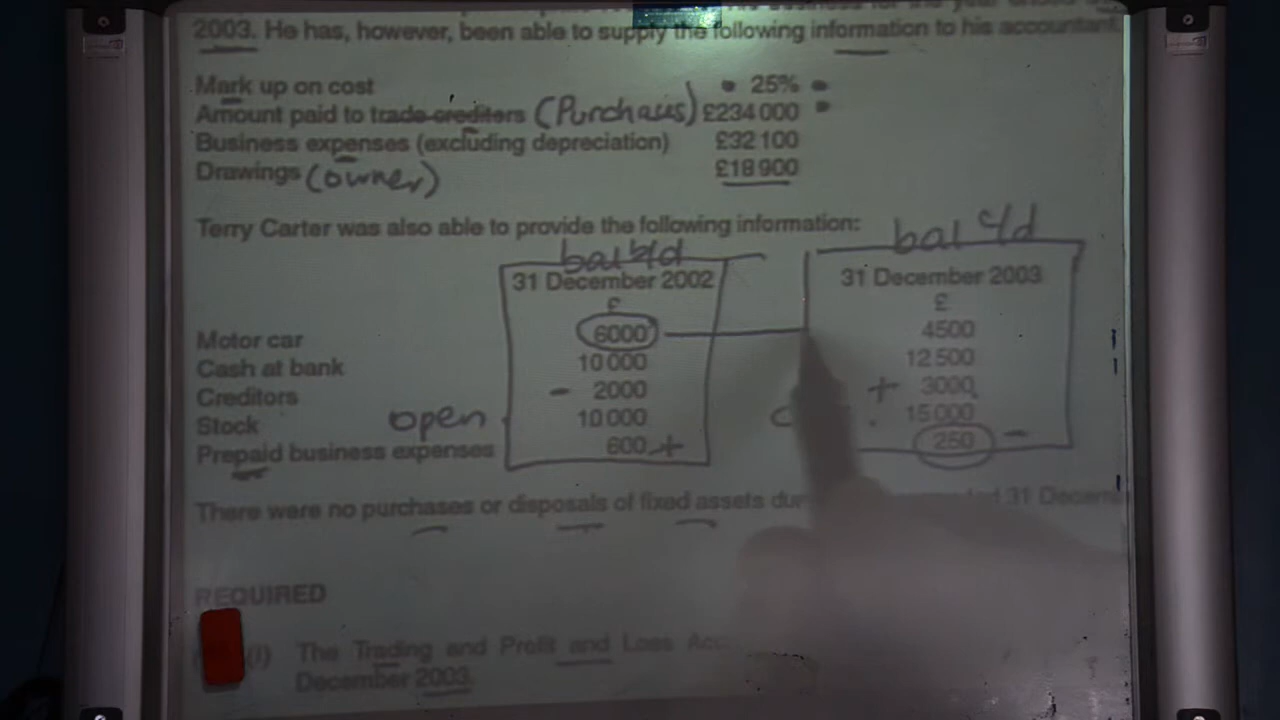 2003. He has, however, been able to supply the following information to his accountant.
Mark up on cost 25%
Amount paid to trade creditors (Purchases) £234 000
Business expenses (excluding depreciation) £32 100
Drawings (owner) £18 900
Terry Carter was also able to provide the following information:
bal b/d bal c/d
31 December 2002 31 December 2003
£ £
Motor car 6000 4500
Cash at bank 10 000 12 500
Creditors - 2000 + 3000
Stock open 10 000 15 000
Prepaid business expenses 600 + 250 -
There were no purchases or disposals of fixed assets 31
REQUIRED
(i) The Trading and Profit and Loss
December 2003.